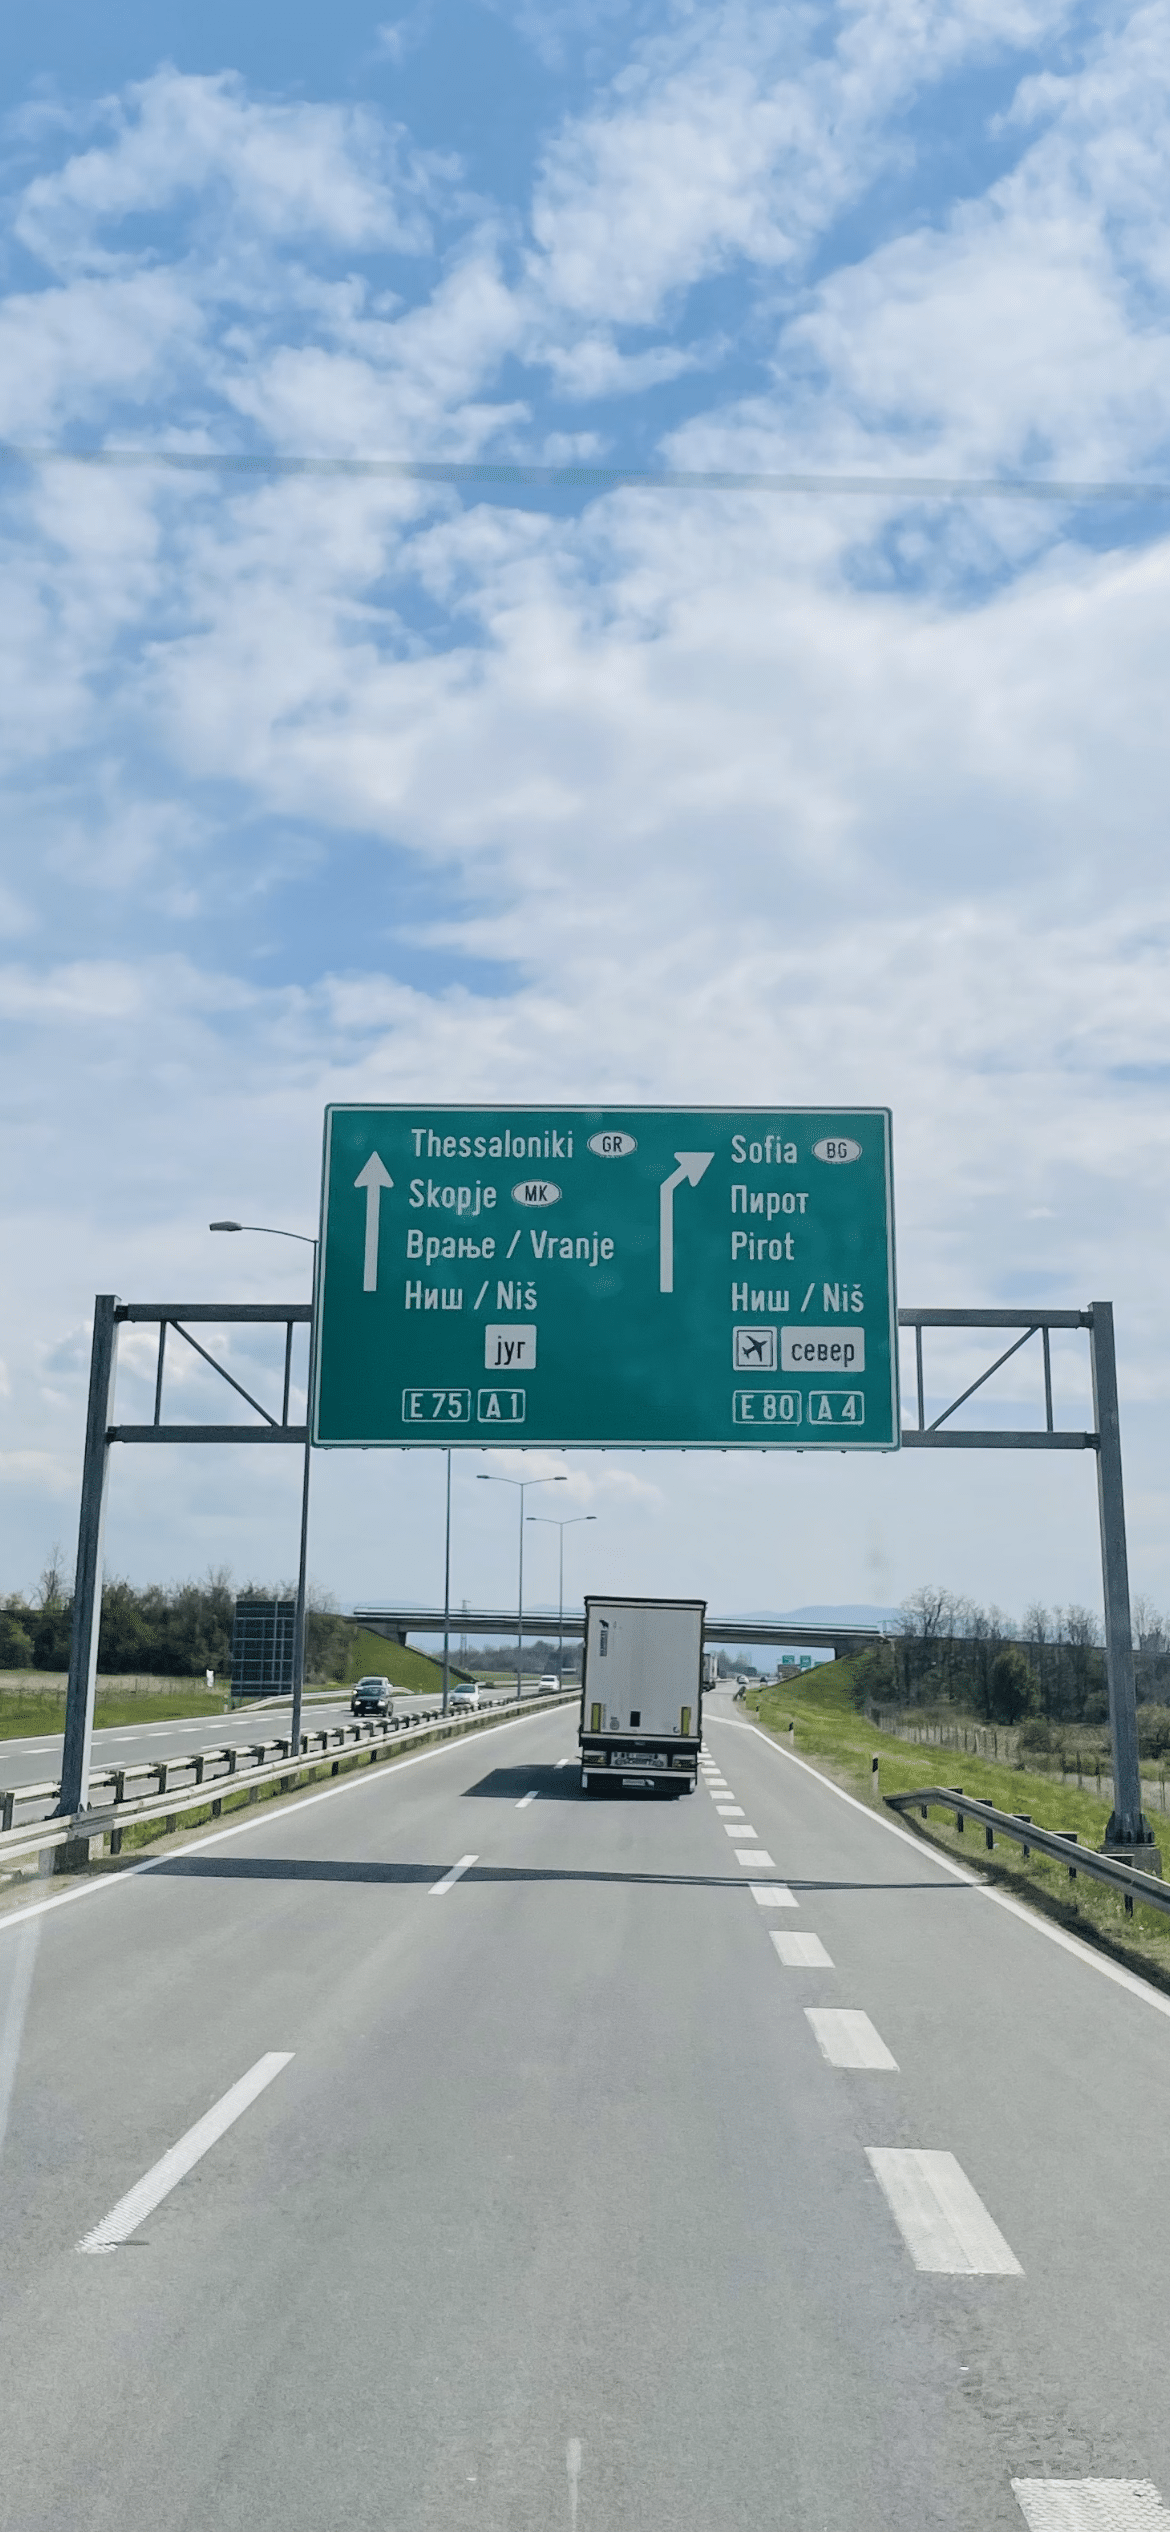 Thessaloniki GR
Skopje MK
Врање / Vranje
Ниш / Niš
југ
E 75 A 1
Sofia BG
Пирот
Pirot
Ниш / Niš
север
E 80 A 4